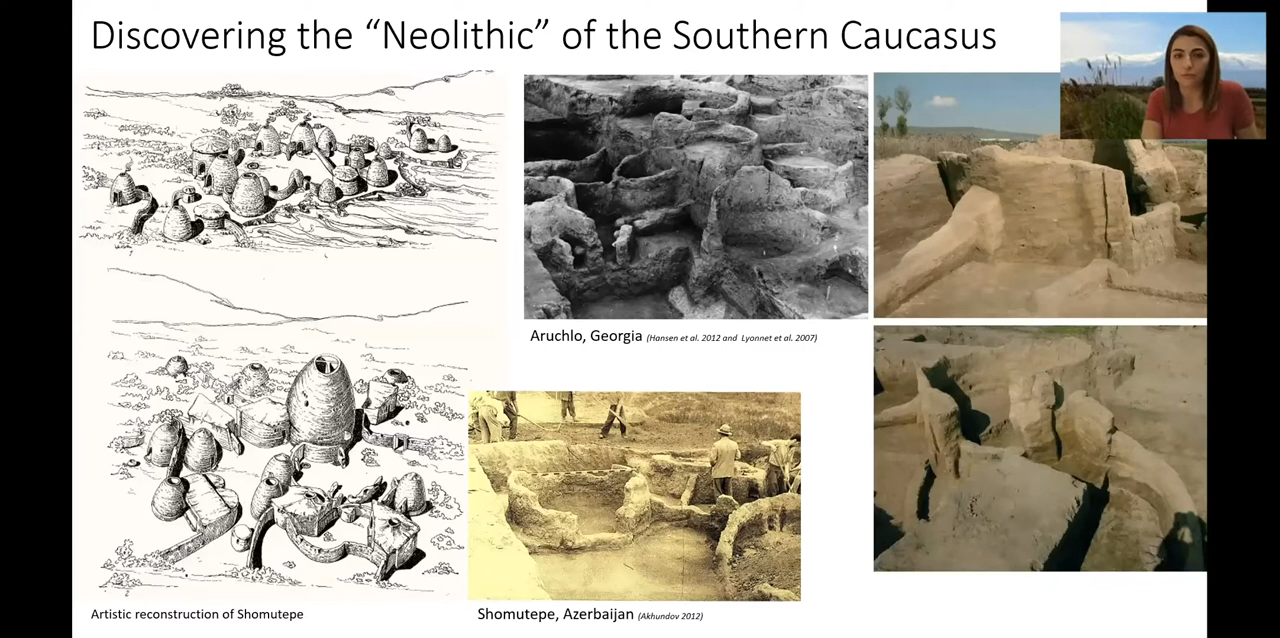 Discovering the “Neolithic” of the Southern Caucasus
Aruchlo, Georgia (Hansen et al. 2012 and Lyonnet et al. 2007)
Artistic reconstruction of Shomutepe
Shomutepe, Azerbaijan (Akhundov 2012)